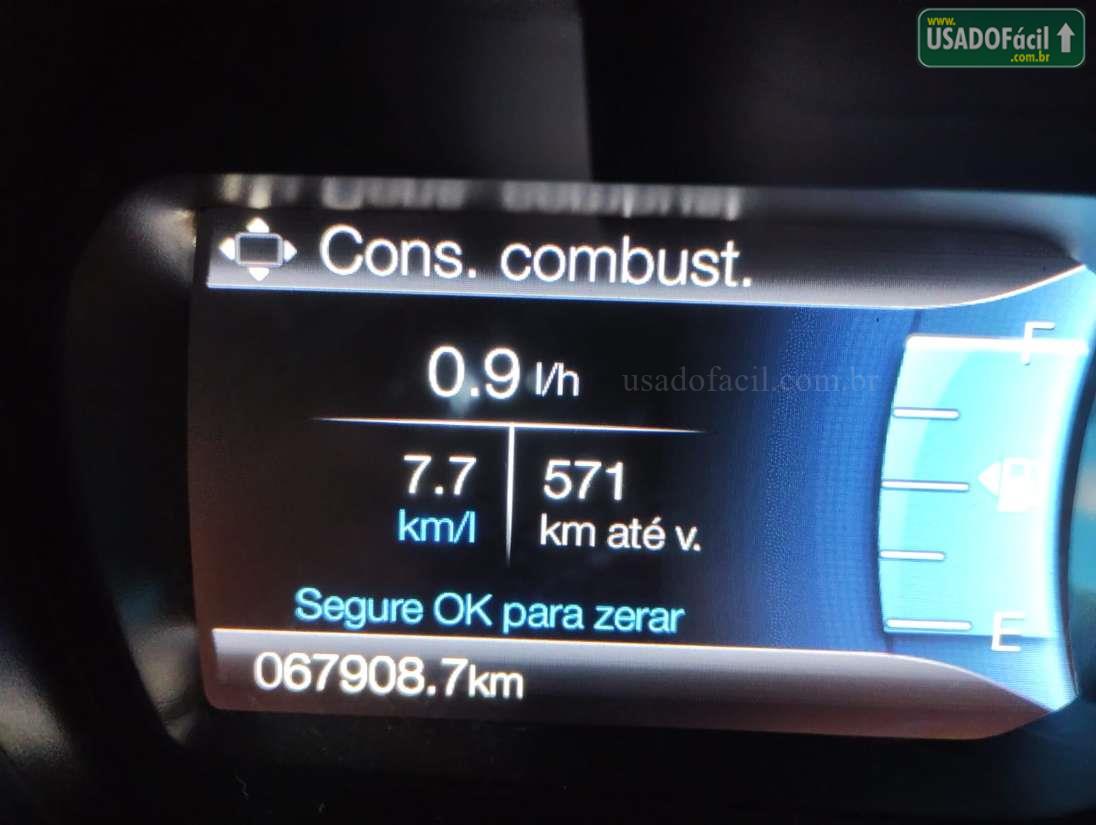 www.
USADOFácil
.com.br
Cons. combust.
0.9 l/h
usadofacil.com.br
7.7
km/l
571
km até v.
Segure OK para zerar
067908.7km
F
E